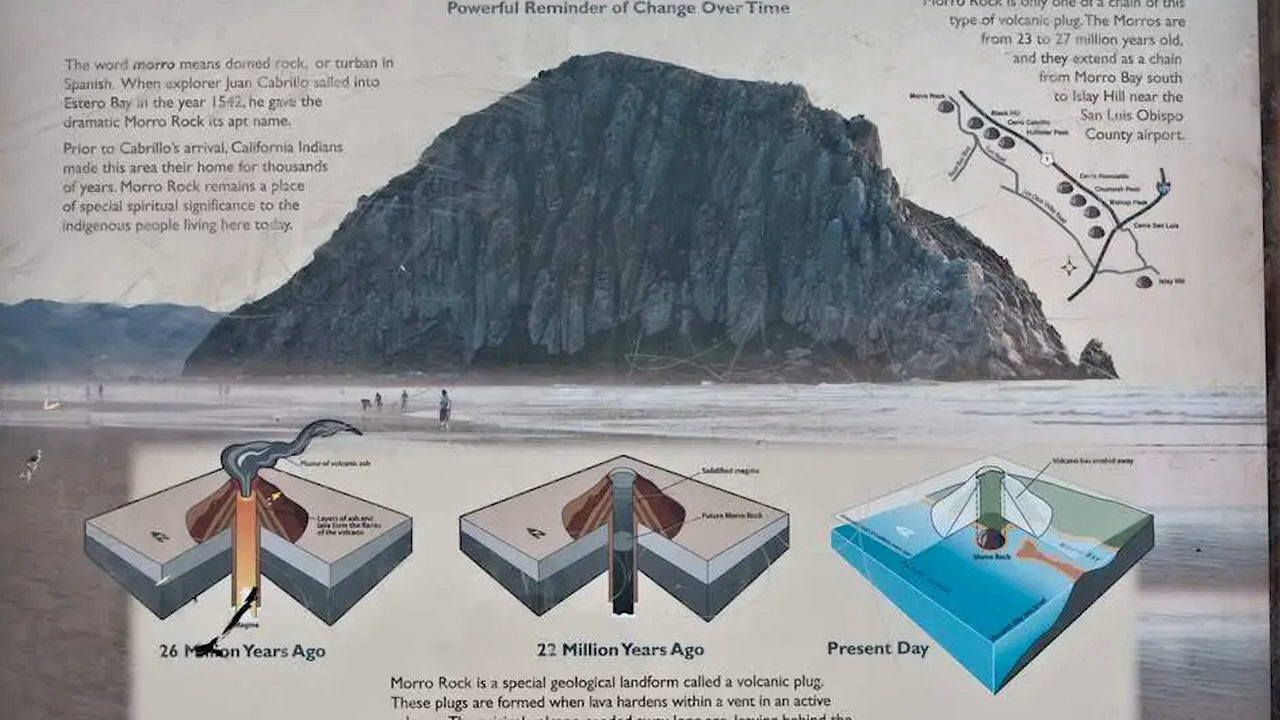 Powerful Reminder of Change Over Time
The word morro means domed rock, or turban in
Spanish. When explorer Juan Cabrillo sailed into
Estero Bay in the year 1542, he gave the
dramatic Morro Rock its apt name.
Prior to Cabrillo's arrival, California Indians
made this area their home for thousands
of years. Morro Rock remains a place
of special spiritual significance to the
indigenous people living here today.
Morro Rock is only one of a chain of this
type of volcanic plug. The Morros are
from 23 to 27 million years old,
and they extend as a chain
from Morro Bay south
to Islay Hill near the
San Luis Obispo
County airport.
Morro Rock
Black Hill
Cerro Cabrillo
Hollister Peak
1
Cerro Romualdo
Chumash Peak
Bishop Peak
Cerro San Luis
Islay Hill
Los Osos Valley Road
Plume of volcanic ash
Layers of ash and
lava form the flanks
of the volcano
Magma
26 Million Years Ago
Solidified magma
Future Morro Rock
22 Million Years Ago
Volcano has eroded away
Morro Rock
Present Day
Morro Rock is a special geological landform called a volcanic plug.
These plugs are formed when lava hardens within a vent in an active